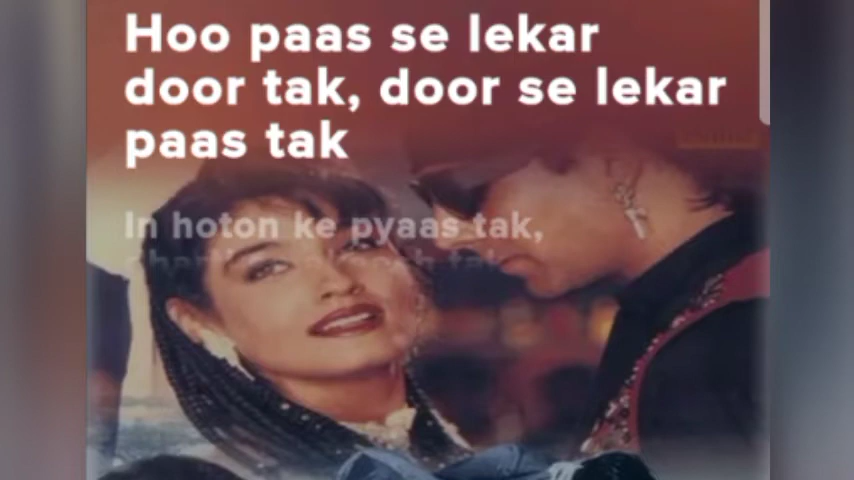 Hoo paas se lekar
door tak, door se lekar
paas tak
In hoton ke pyaas tak,